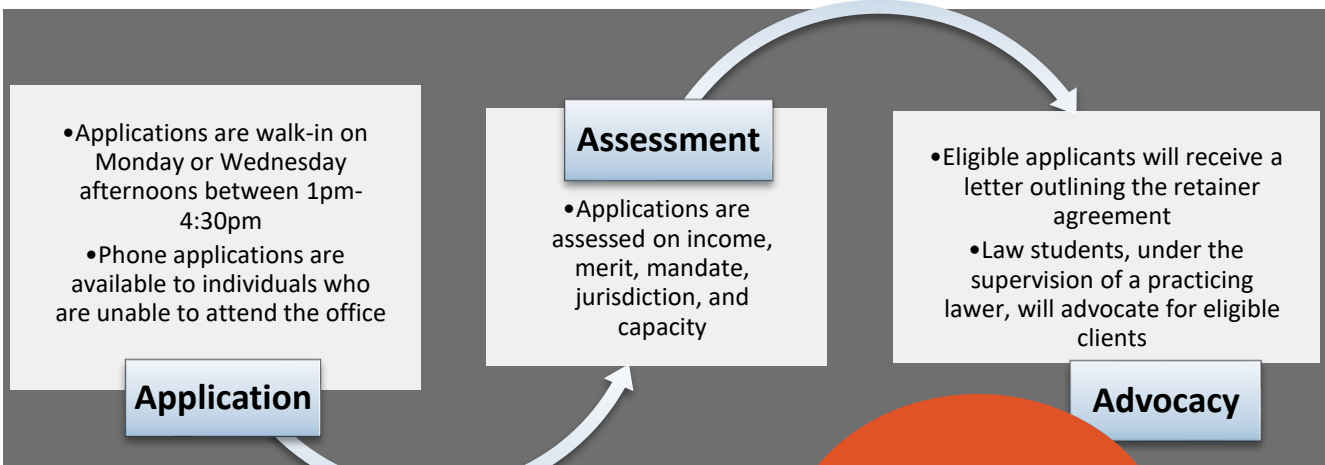 •Applications are walk-in on
Monday or Wednesday
afternoons between 1pm-
4:30pm
•Phone applications are
available to individuals who
are unable to attend the office
Application
Assessment
•Applications are
assessed on income,
merit, mandate,
jurisdiction, and
capacity
•Eligible applicants will receive a
letter outlining the retainer
agreement
•Law students, under the
supervision of a practicing
lawer, will advocate for eligible
clients
Advocacy